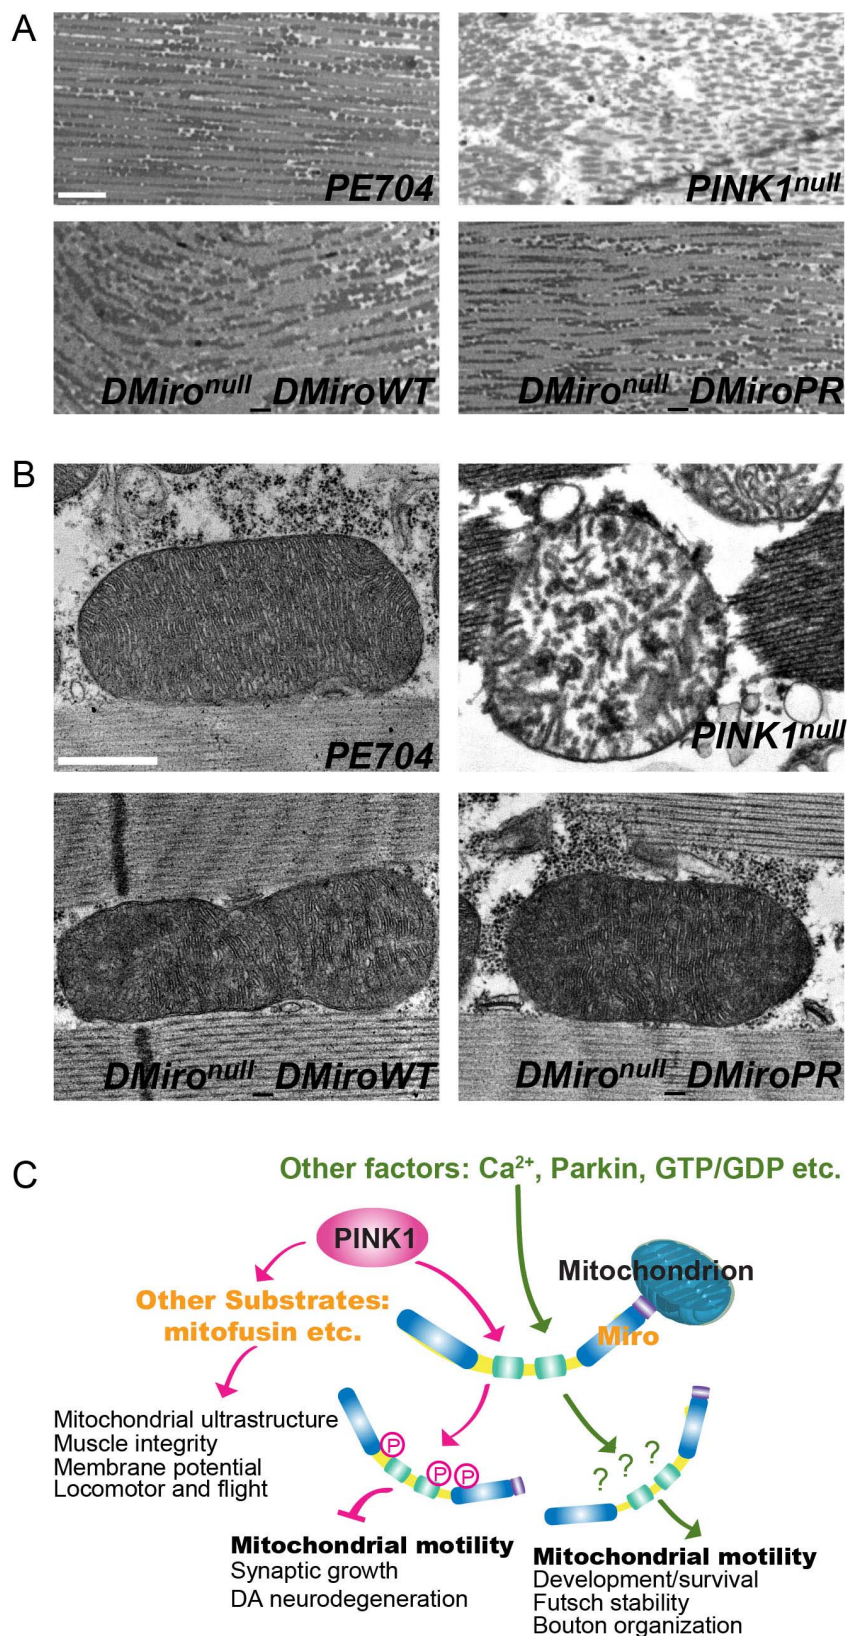 A
PE704
PINK1null
DMironull_DMiroWT
DMironull_DMiroPR
B
PE704
PINK1null
DMironull_DMiroWT
DMironull_DMiroPR
C
Other factors: Ca2+, Parkin, GTP/GDP etc.
PINK1
Mitochondrion
Other Substrates:
mitofusin etc.
Miro
Mitochondrial ultrastructure
Muscle integrity
Membrane potential
Locomotor and flight
P
P P
? ? ?
Mitochondrial motility
Synaptic growth
DA neurodegeneration
Mitochondrial motility
Development/survival
Futsch stability
Bouton organization